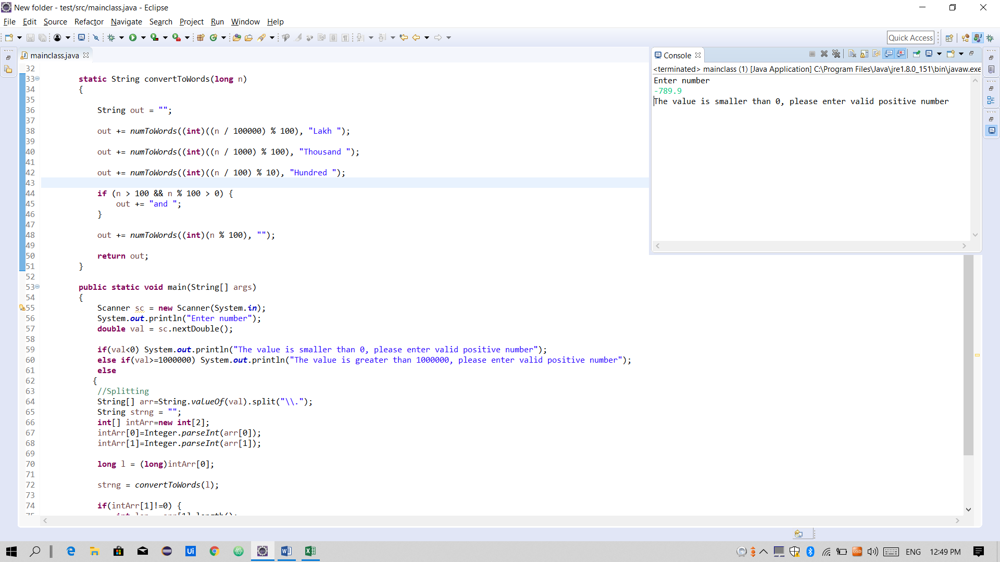 New folder - test/src/mainclass.java - Eclipse
File Edit Source Refactor Navigate Search Project Run Window Help
Quick Access
mainclass.java
32
33 static String convertToWords(long n)
34 {
35
36 String out = "";
37
38 out += numToWords((int)((n / 100000) % 100), "Lakh ");
39
40 out += numToWords((int)((n / 1000) % 100), "Thousand ");
41
42 out += numToWords((int)((n / 100) % 10), "Hundred ");
43
44 if (n > 100 && n % 100 > 0) {
45 out += "and ";
46 }
47
48 out += numToWords((int)(n % 100), "");
49
50 return out;
51 }
52
53 public static void main(String[] args)
54 {
55 Scanner sc = new Scanner(System.in);
56 System.out.println("Enter number");
57 double val = sc.nextDouble();
58
59 if(val<0) System.out.println("The value is smaller than 0, please enter valid positive number");
60 else if(val>=1000000) System.out.println("The value is greater than 1000000, please enter valid positive number");
61 else
62 {
63 //Splitting
64 String[] arr=String.valueOf(val).split("\\.");
65 String strng = "";
66 int[] intArr=new int[2];
67 intArr[0]=Integer.parseInt(arr[0]);
68 intArr[1]=Integer.parseInt(arr[1]);
69
70 long l = (long)intArr[0];
71
72 strng = convertToWords(l);
73
74 if(intArr[1]!=0) {
Console
<terminated> mainclass (1) [Java Application] C:\Program Files\Java\jre1.8.0_151\bin\javaw.exe
Enter number
-789.9
The value is smaller than 0, please enter valid positive number
Ui
OSD
ENG
12:49 PM